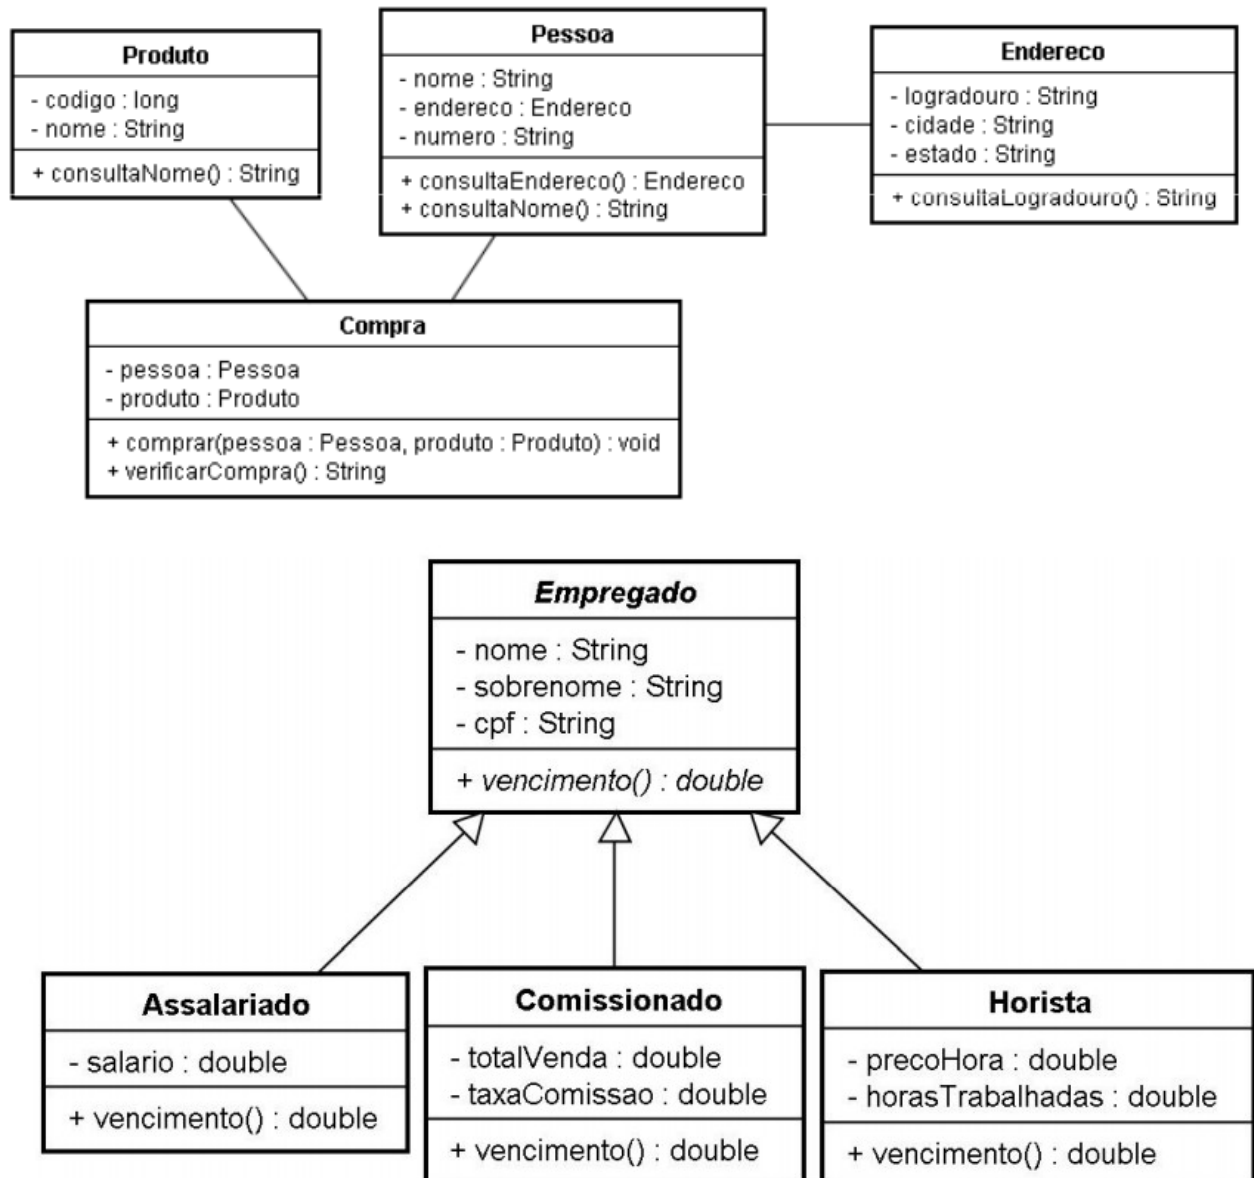 Produto
- codigo : long
- nome : String
+ consultaNome() : String
Pessoa
- nome : String
- endereco : Endereco
- numero : String
+ consultaEndereco() : Endereco
+ consultaNome() : String
Endereco
- logradouro : String
- cidade : String
- estado : String
+ consultaLogradouro() : String
Compra
- pessoa : Pessoa
- produto : Produto
+ comprar(pessoa : Pessoa, produto : Produto) : void
+ verificarCompra() : String
Empregado
- nome : String
- sobrenome : String
- cpf : String
+ vencimento() : double
Assalariado
- salario : double
+ vencimento() : double
Comissionado
- totalVenda : double
- taxaComissao : double
+ vencimento() : double
Horista
- precoHora : double
- horasTrabalhadas : double
+ vencimento() : double